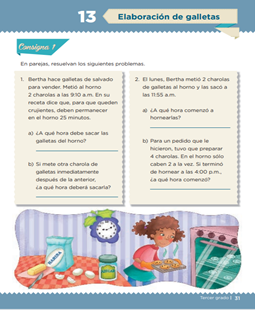 13 Elaboración de galletas
Consigna 1
En parejas, resuelvan los siguientes problemas.
1. Bertha hace galletas de salvado
para vender. Metió al horno
2 charolas a las 9:10 a.m. En su
receta dice que, para que queden
crujientes, deben permanecer
en el horno 25 minutos.
a) ¿A qué hora debe sacar las
galletas del horno?
b) Si mete otra charola de
galletas inmediatamente
después de la anterior,
¿a qué hora deberá sacarla?
2. El lunes, Bertha metió 2 charolas
de galletas al horno y las sacó a
las 11:55 a.m.
a) ¿A qué hora comenzó a
hornearlas?
b) Para un pedido que le
hicieron, tuvo que preparar
4 charolas. En el horno sólo
caben 2 a la vez. Si terminó
de hornear a las 4:00 p.m.,
¿a qué hora comenzó?
HARINA
Tercer grado | 31